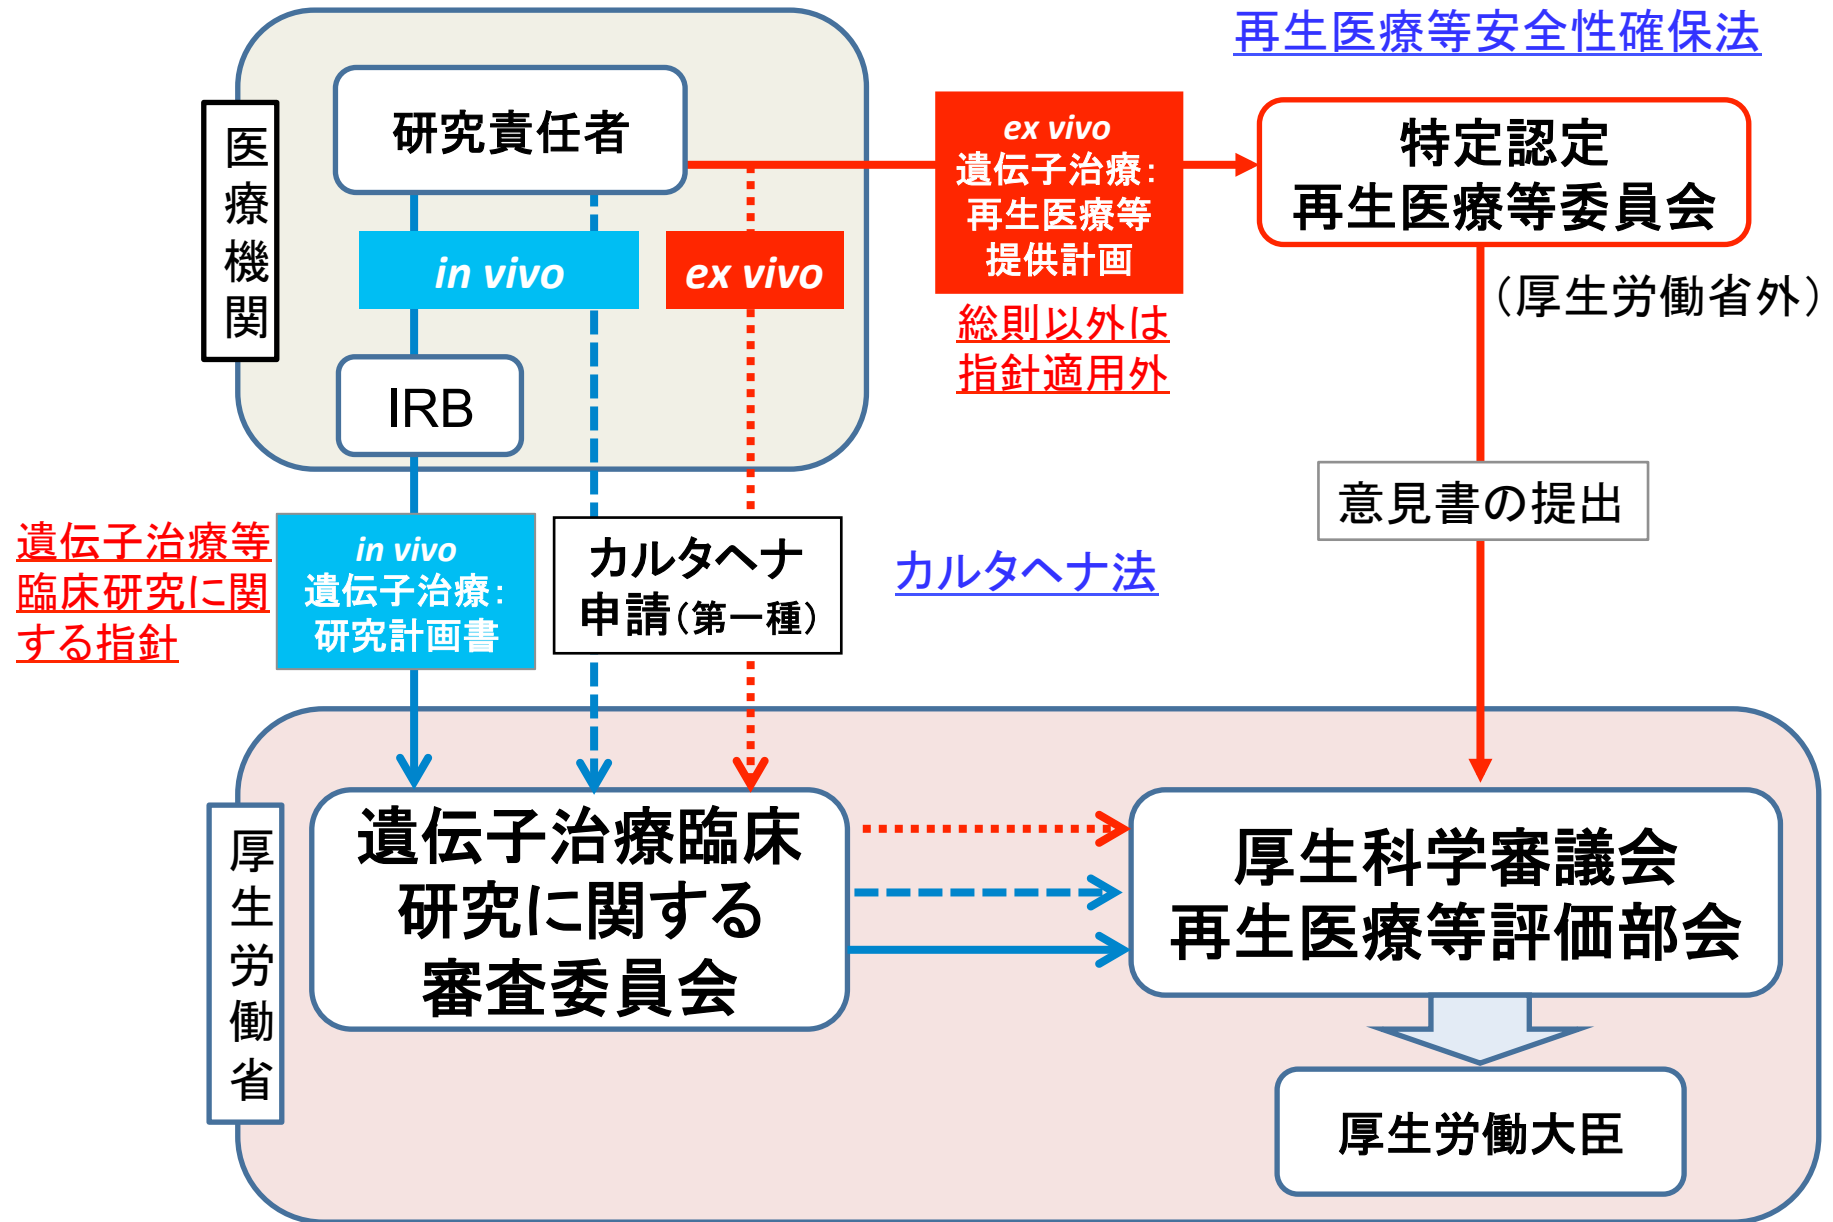 再生医療等安全性確保法
医療機関
研究責任者
ex vivo
遺伝子治療：
再生医療等
提供計画
特定認定
再生医療等委員会
in vivo
ex vivo
（厚生労働省外）
総則以外は
指針適用外
IRB
意見書の提出
遺伝子治療等
臨床研究に関
する指針
in vivo
遺伝子治療：
研究計画書
カルタヘナ
申請（第一種）
カルタヘナ法
厚生労働省
遺伝子治療臨床
研究に関する
審査委員会
厚生科学審議会
再生医療等評価部会
厚生労働大臣